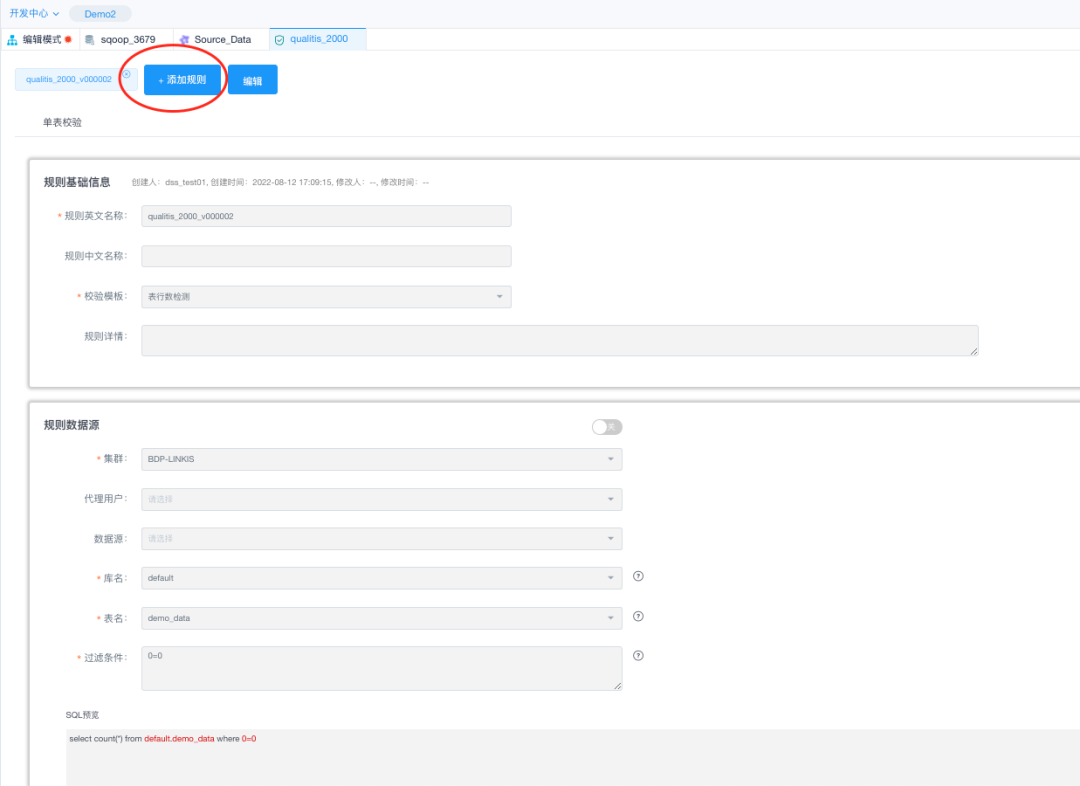 开发中心 Demo2
编辑模式 sqoop_3679 Source_Data qualitis_2000
qualitis_2000_v000002 + 添加规则 编辑
单表校验
规则基础信息 创建人：dss_test01, 创建时间：2022-08-12 17:09:15, 修改人：--, 修改时间：--
* 规则英文名称： qualitis_2000_v000002
规则中文名称：
* 校验模板： 表行数检测
规则详情：
规则数据源 关
* 集群： BDP-LINKIS
代理用户： 请选择
数据源： 请选择
* 库名： default
* 表名： demo_data
* 过滤条件： 0=0
SQL预览
select count(*) from default.demo_data where 0=0